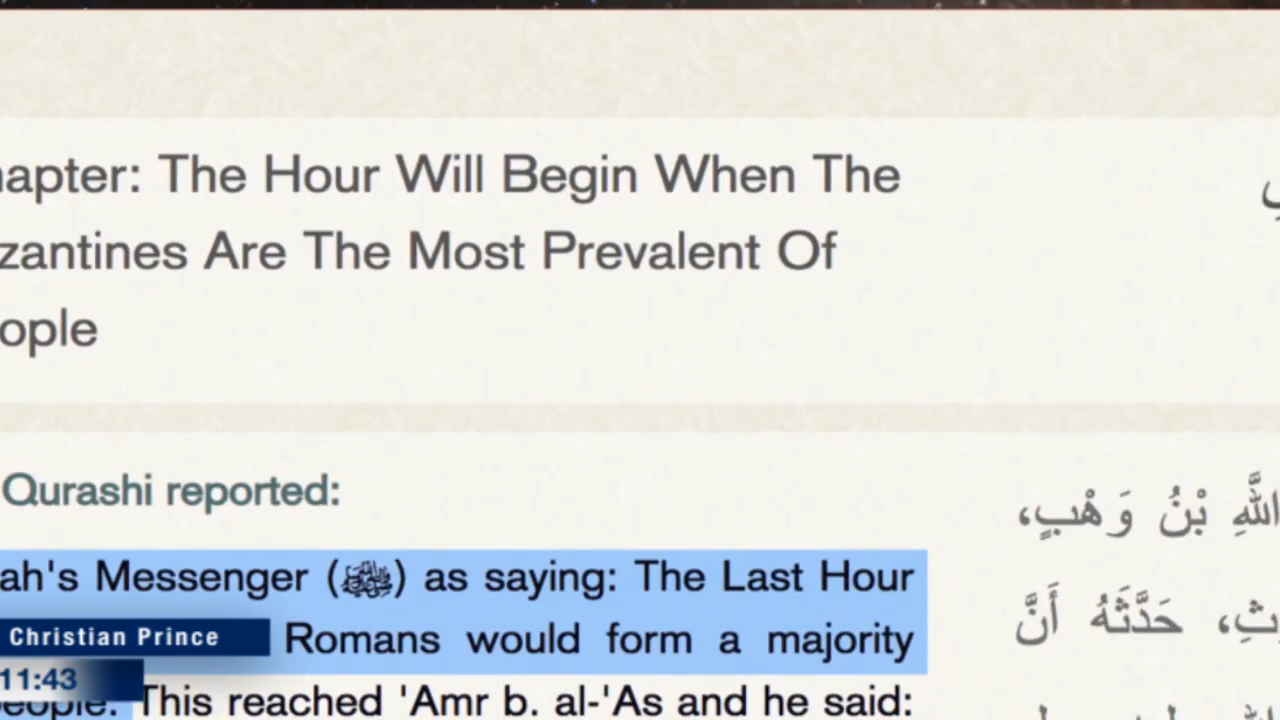 hapter: The Hour Will Begin When The
zantines Are The Most Prevalent Of
ople
Qurashi reported:
ah's Messenger (ﷺ) as saying: The Last Hour
Romans would form a majority
people. This reached 'Amr b. al-'As and he said:
Christian Prince
11:43
اللَّهِ بْنُ وَهْبٍ،
ثِ، حَدَّثَهُ أَنَّ